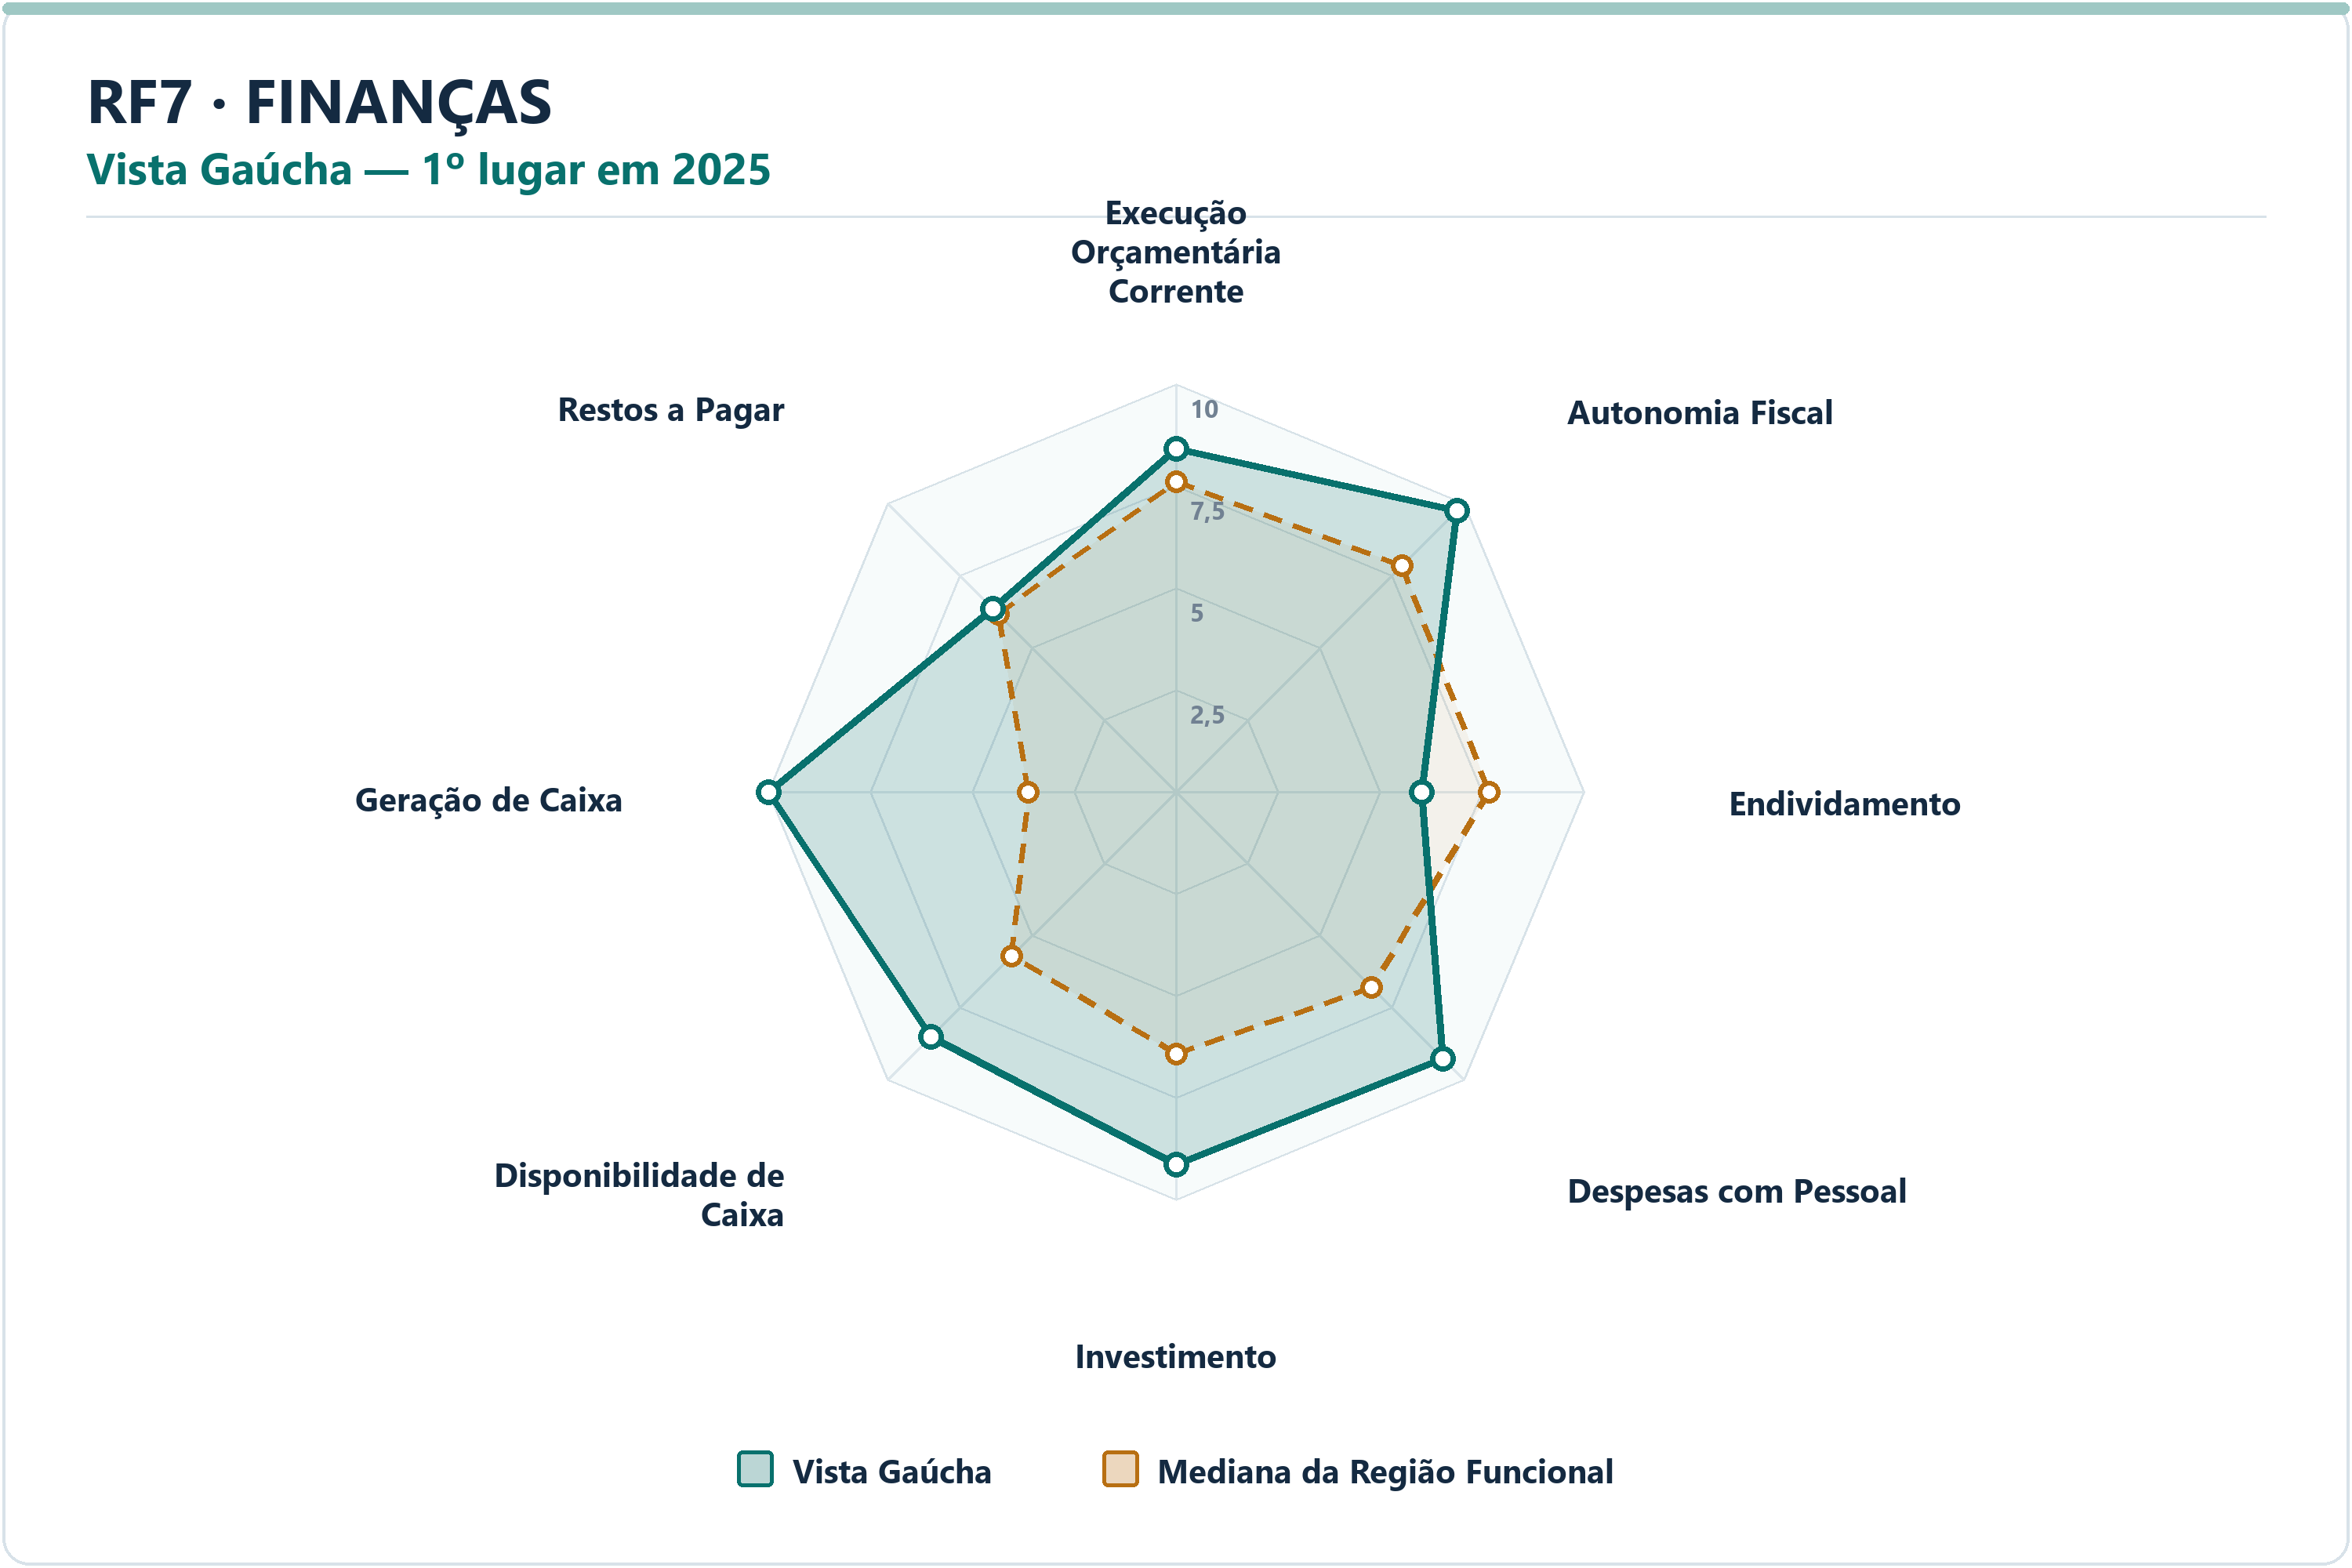 RF7 · FINANÇAS
Vista Gaúcha — 1º lugar em 2025
Execução
Orçamentária
Corrente
Restos a Pagar
Autonomia Fiscal
10
7,5
5
2,5
Geração de Caixa
Endividamento
Disponibilidade de
Caixa
Despesas com Pessoal
Investimento
Vista Gaúcha
Mediana da Região Funcional